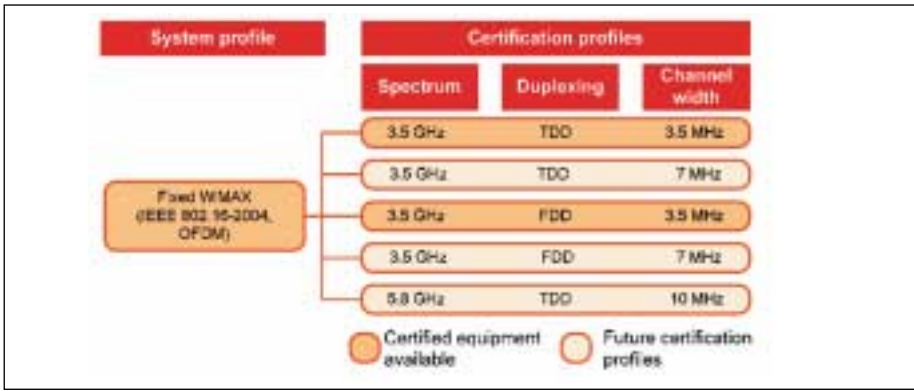 System profile
Certification profiles
Spectrum Duplexing Channel width
3.5 GHz TDD 3.5 MHz
3.5 GHz TDD 7 MHz
Fixed WiMAX
(IEEE 802.16-2004,
OFDM)
3.5 GHz FDD 3.5 MHz
3.5 GHz FDD 7 MHz
5.8 GHz TDD 10 MHz
Certified equipment
available
Future certification
profiles